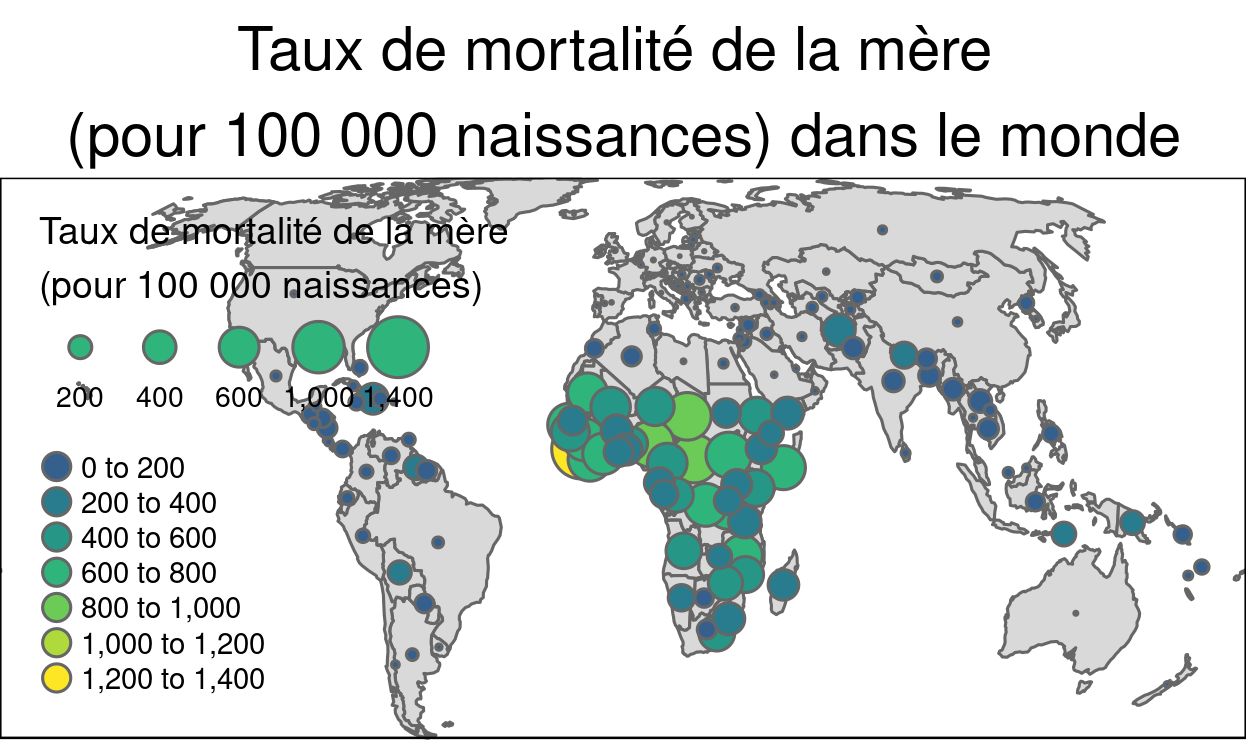 Taux de mortalité de la mère
(pour 100 000 naissances) dans le monde
Taux de mortalité de la mère
(pour 100 000 naissances)
200 400 600 1,000 1,400
0 to 200
200 to 400
400 to 600
600 to 800
800 to 1,000
1,000 to 1,200
1,200 to 1,400